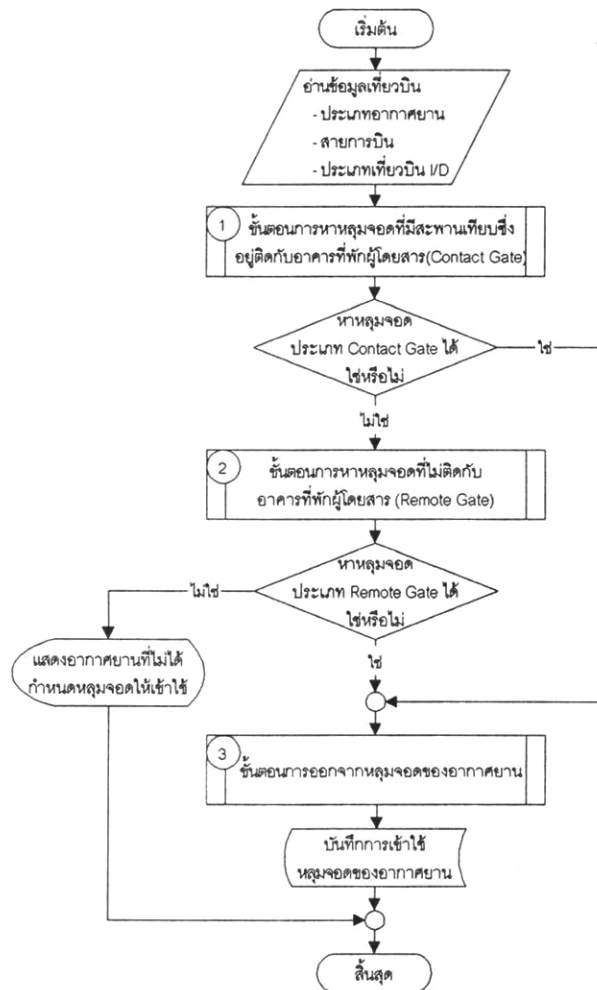 เริ่มต้น
อ่านข้อมูลเที่ยวบิน
- ประเภทอากาศยาน
- สายการบิน
- ประเภทเที่ยวบิน I/D
1
ขั้นตอนการหาหลุมจอดที่มีสะพานเทียบซึ่ง
อยู่ติดกับอาคารที่พักผู้โดยสาร(Contact Gate)
หาหลุมจอด
ประเภท Contact Gate ได้
ใช่หรือไม่
ใช่
ไม่ใช่
2
ขั้นตอนการหาหลุมจอดที่ไม่ติดกับ
อาคารที่พักผู้โดยสาร (Remote Gate)
หาหลุมจอด
ประเภท Remote Gate ได้
ใช่หรือไม่
ไม่ใช่
แสดงอากาศยานที่ไม่ได้
กำหนดหลุมจอดให้เข้าใช้
ใช่
3
ขั้นตอนการออกจากหลุมจอดของอากาศยาน
บันทึกการเข้าใช้
หลุมจอดของอากาศยาน
สิ้นสุด